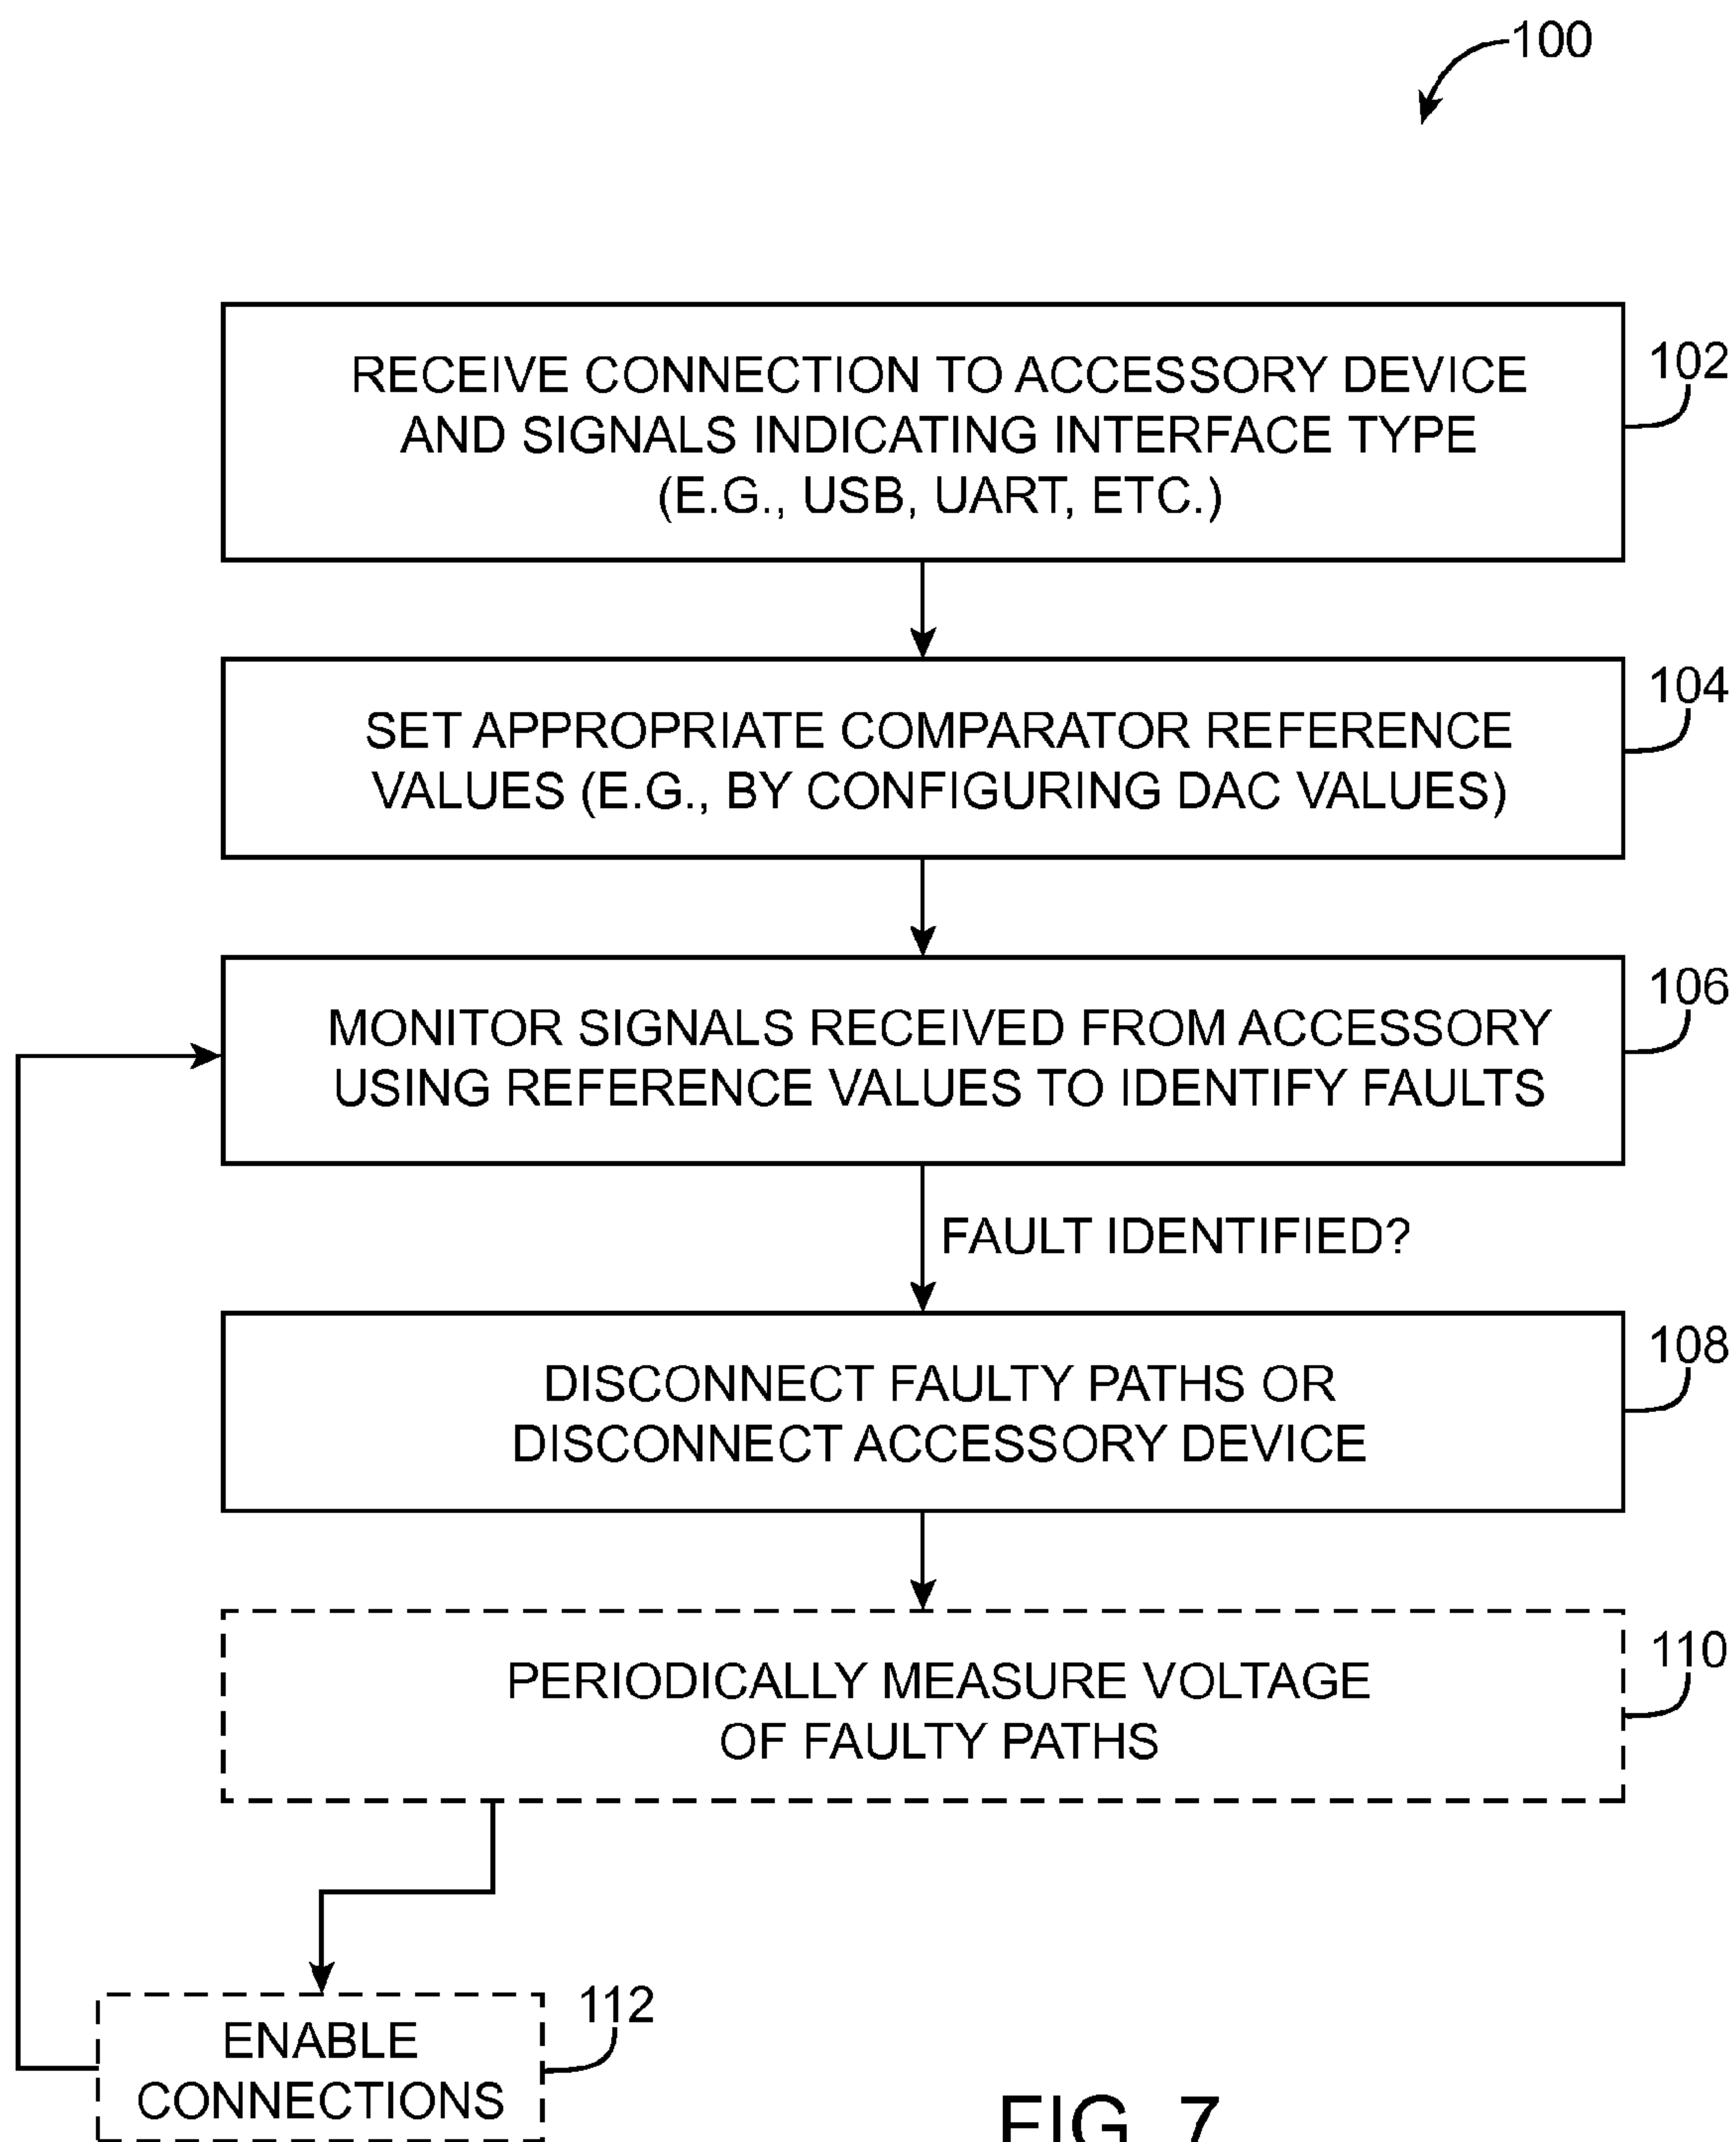 100
RECEIVE CONNECTION TO ACCESSORY DEVICE
AND SIGNALS INDICATING INTERFACE TYPE
(E.G., USB, UART, ETC.)
102
SET APPROPRIATE COMPARATOR REFERENCE
VALUES (E.G., BY CONFIGURING DAC VALUES)
104
MONITOR SIGNALS RECEIVED FROM ACCESSORY
USING REFERENCE VALUES TO IDENTIFY FAULTS
106
FAULT IDENTIFIED?
DISCONNECT FAULTY PATHS OR
DISCONNECT ACCESSORY DEVICE
108
PERIODICALLY MEASURE VOLTAGE
OF FAULTY PATHS
110
ENABLE
CONNECTIONS
112
FIG. 7